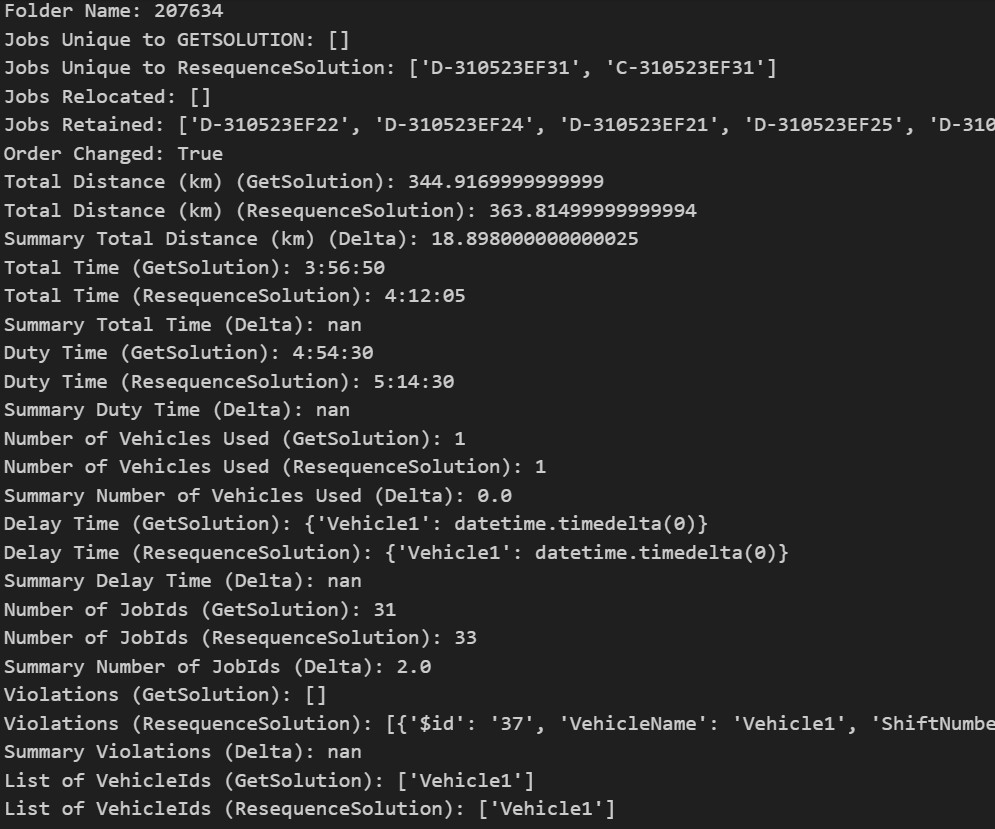 Folder Name: 207634
Jobs Unique to GETSOLUTION: []
Jobs Unique to ResequenceSolution: ['D-310523EF31', 'C-310523EF31']
Jobs Relocated: []
Jobs Retained: ['D-310523EF22', 'D-310523EF24', 'D-310523EF21', 'D-310523EF25', 'D-310
Order Changed: True
Total Distance (km) (GetSolution): 344.9169999999999
Total Distance (km) (ResequenceSolution): 363.81499999999994
Summary Total Distance (km) (Delta): 18.898000000000025
Total Time (GetSolution): 3:56:50
Total Time (ResequenceSolution): 4:12:05
Summary Total Time (Delta): nan
Duty Time (GetSolution): 4:54:30
Duty Time (ResequenceSolution): 5:14:30
Summary Duty Time (Delta): nan
Number of Vehicles Used (GetSolution): 1
Number of Vehicles Used (ResequenceSolution): 1
Summary Number of Vehicles Used (Delta): 0.0
Delay Time (GetSolution): {'Vehicle1': datetime.timedelta(0)}
Delay Time (ResequenceSolution): {'Vehicle1': datetime.timedelta(0)}
Summary Delay Time (Delta): nan
Number of JobIds (GetSolution): 31
Number of JobIds (ResequenceSolution): 33
Summary Number of JobIds (Delta): 2.0
Violations (GetSolution): []
Violations (ResequenceSolution): [{'$id': '37', 'VehicleName': 'Vehicle1', 'ShiftNumbe
Summary Violations (Delta): nan
List of VehicleIds (GetSolution): ['Vehicle1']
List of VehicleIds (ResequenceSolution): ['Vehicle1']